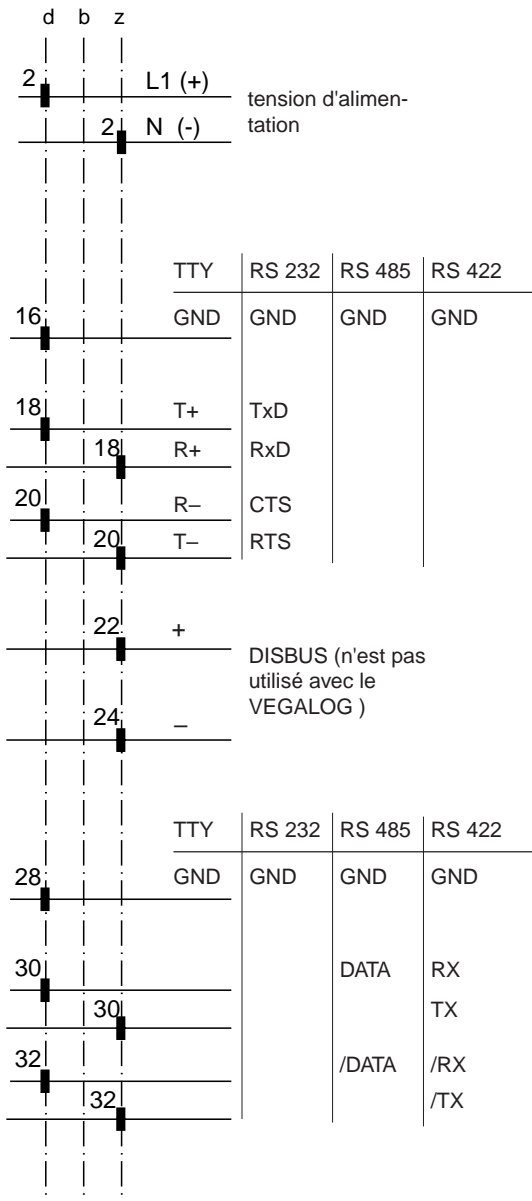 d b z
2 L1 (+)
tension d'alimen-
tation
2 N (-)
TTY RS 232 RS 485 RS 422
16 GND GND GND GND
18 T+ TxD
18 R+ RxD
20 R– CTS
20 T– RTS
22 +
DISBUS (n'est pas
utilisé avec le
VEGALOG )
24 –
TTY RS 232 RS 485 RS 422
28 GND GND GND GND
30 DATA RX
30 TX
32 /DATA /RX
32 /TX